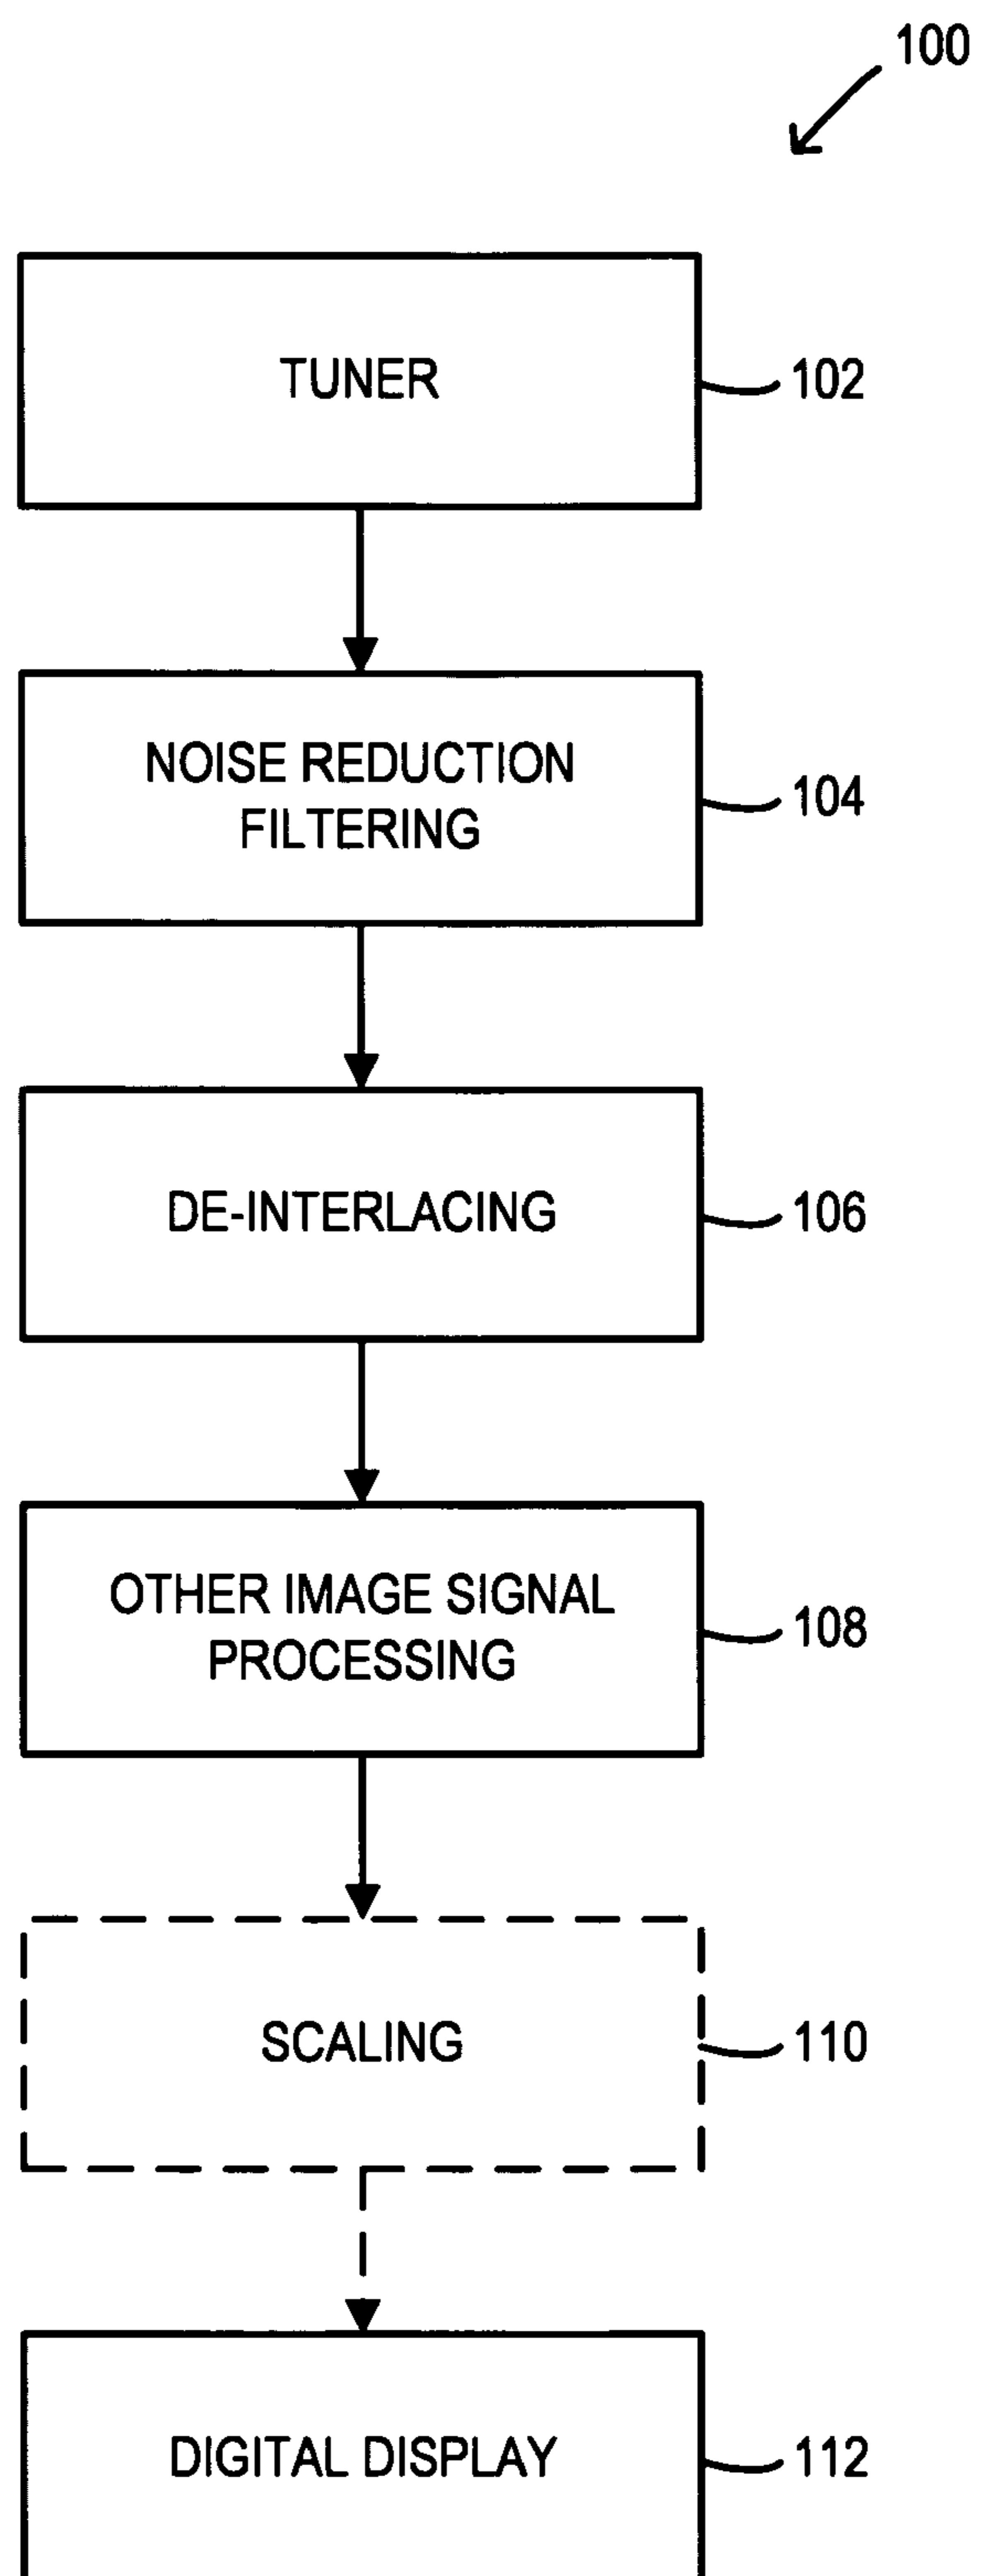 100
TUNER
102
NOISE REDUCTION
FILTERING
104
DE-INTERLACING
106
OTHER IMAGE SIGNAL
PROCESSING
108
SCALING
110
DIGITAL DISPLAY
112